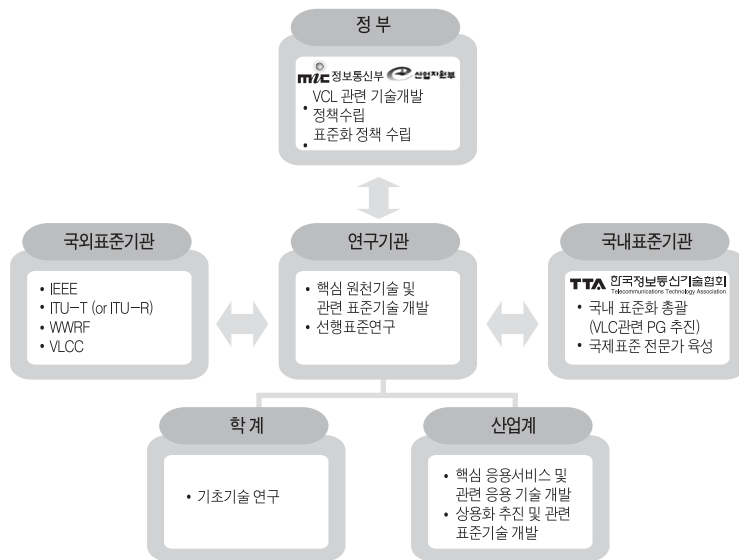 정 부
mic 정보통신부 산업자원부
• VCL 관련 기술개발
정책수립
• 표준화 정책 수립
국외표준기관
• IEEE
• ITU-T (or ITU-R)
• WWRF
• VLCC
연구기관
• 핵심 원천기술 및
관련 표준기술 개발
• 선행표준연구
국내표준기관
TTA 한국정보통신기술협회
Telecommunications Technology Association
• 국내 표준화 총괄
(VLC관련 PG 추진)
• 국제표준 전문가 육성
학 계
• 기초기술 연구
산업계
• 핵심 응용서비스 및
관련 응용 기술 개발
• 상용화 추진 및 관련
표준기술 개발